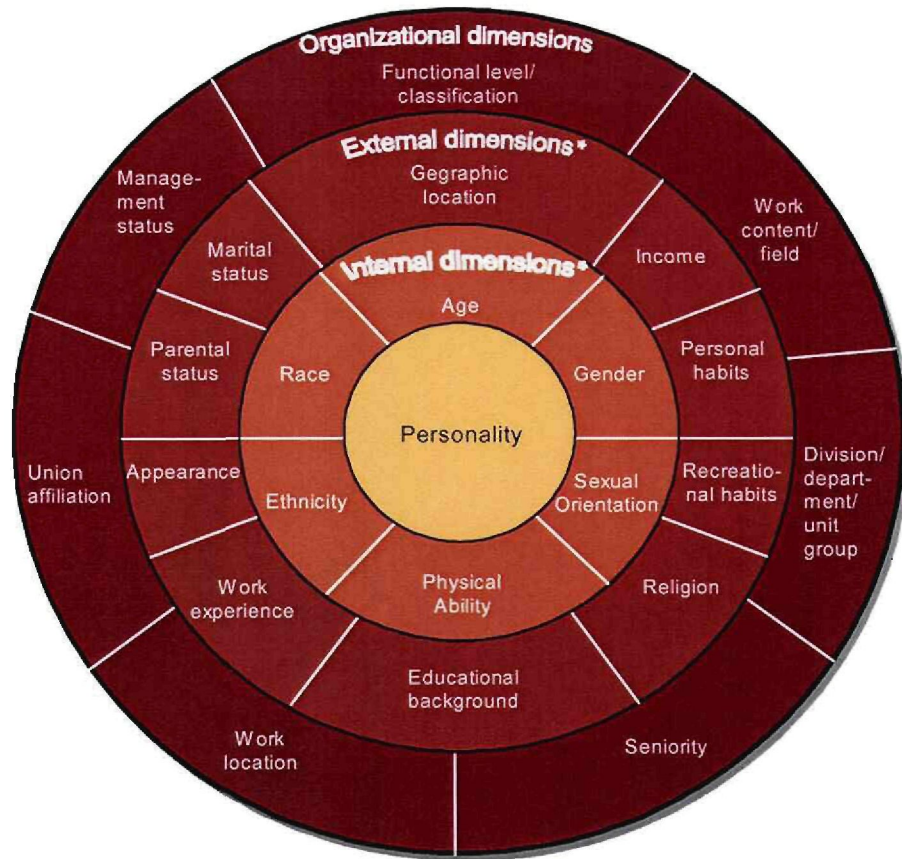 Organizational dimensions
Functional level/
classification
External dimensions*
Gegraphic
location
Internal dimensions*
Age
Personality
Manage-
ment
status
Marital
status
Income
Work
content/
field
Parental
status
Race
Gender
Personal
habits
Union
affiliation
Appearance
Ethnicity
Sexual
Orientation
Recreatio-
nal habits
Division/
depart-
ment/
unit
group
Work
experience
Physical
Ability
Religion
Educational
background
Work
location
Seniority